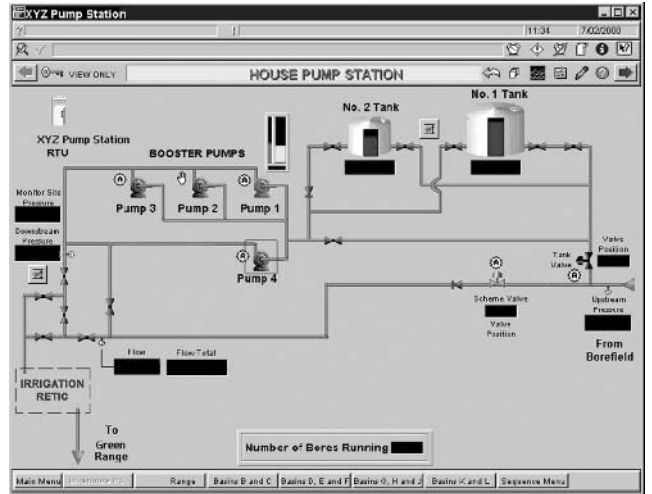 XYZ Pump Station
11:34 7/02/2000
VIEW ONLY
HOUSE PUMP STATION
No. 1 Tank
No. 2 Tank
XYZ Pump Station
RTU
BOOSTER PUMPS
Pump 3
Pump 2
Pump 1
Monitor Site
Pressure
Downstream
Pressure
Pump 4
Valve
Position
Tank
Valve
Scheme Valve
Valve
Position
Upstream
Pressure
From
Borefield
Flow
Flow Total
IRRIGATION
RETIC
To
Green
Range
Number of Bores Running
Main Menu
Range
Basins B and C
Basins D, E and F
Basins G, H and J
Basins K and L
Sequence Menu